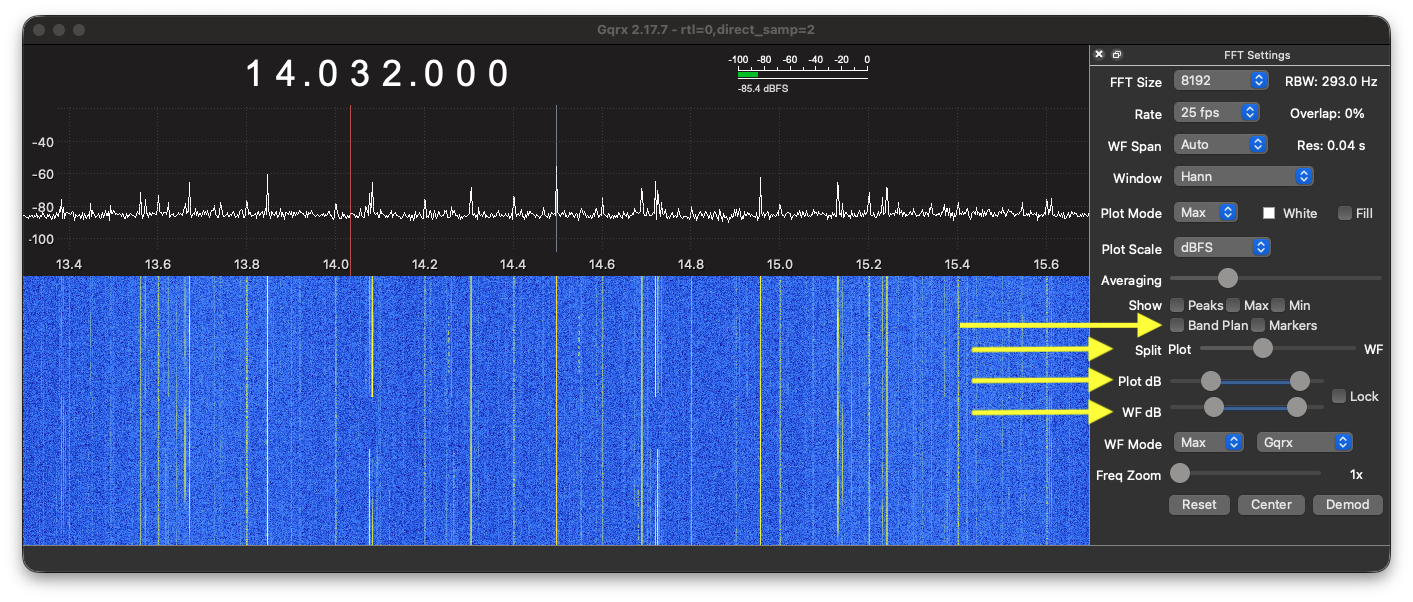 Gqrx 2.17.7 - rtl=0,direct_samp=2
14.032.000
-100 -80 -60 -40 -20 0
-85.4 dBFS
-40
-60
-80
-100
13.4 13.6 13.8 14.0 14.2 14.4 14.6 14.8 15.0 15.2 15.4 15.6
FFT Settings
FFT Size 8192 RBW: 293.0 Hz
Rate 25 fps Overlap: 0%
WF Span Auto Res: 0.04 s
Window Hann
Plot Mode Max White Fill
Plot Scale dBFS
Averaging
Show Peaks Max Min
Band Plan Markers
Split Plot WF
Plot dB
Lock
WF dB
WF Mode Max Gqrx
Freq Zoom 1x
Reset Center Demod